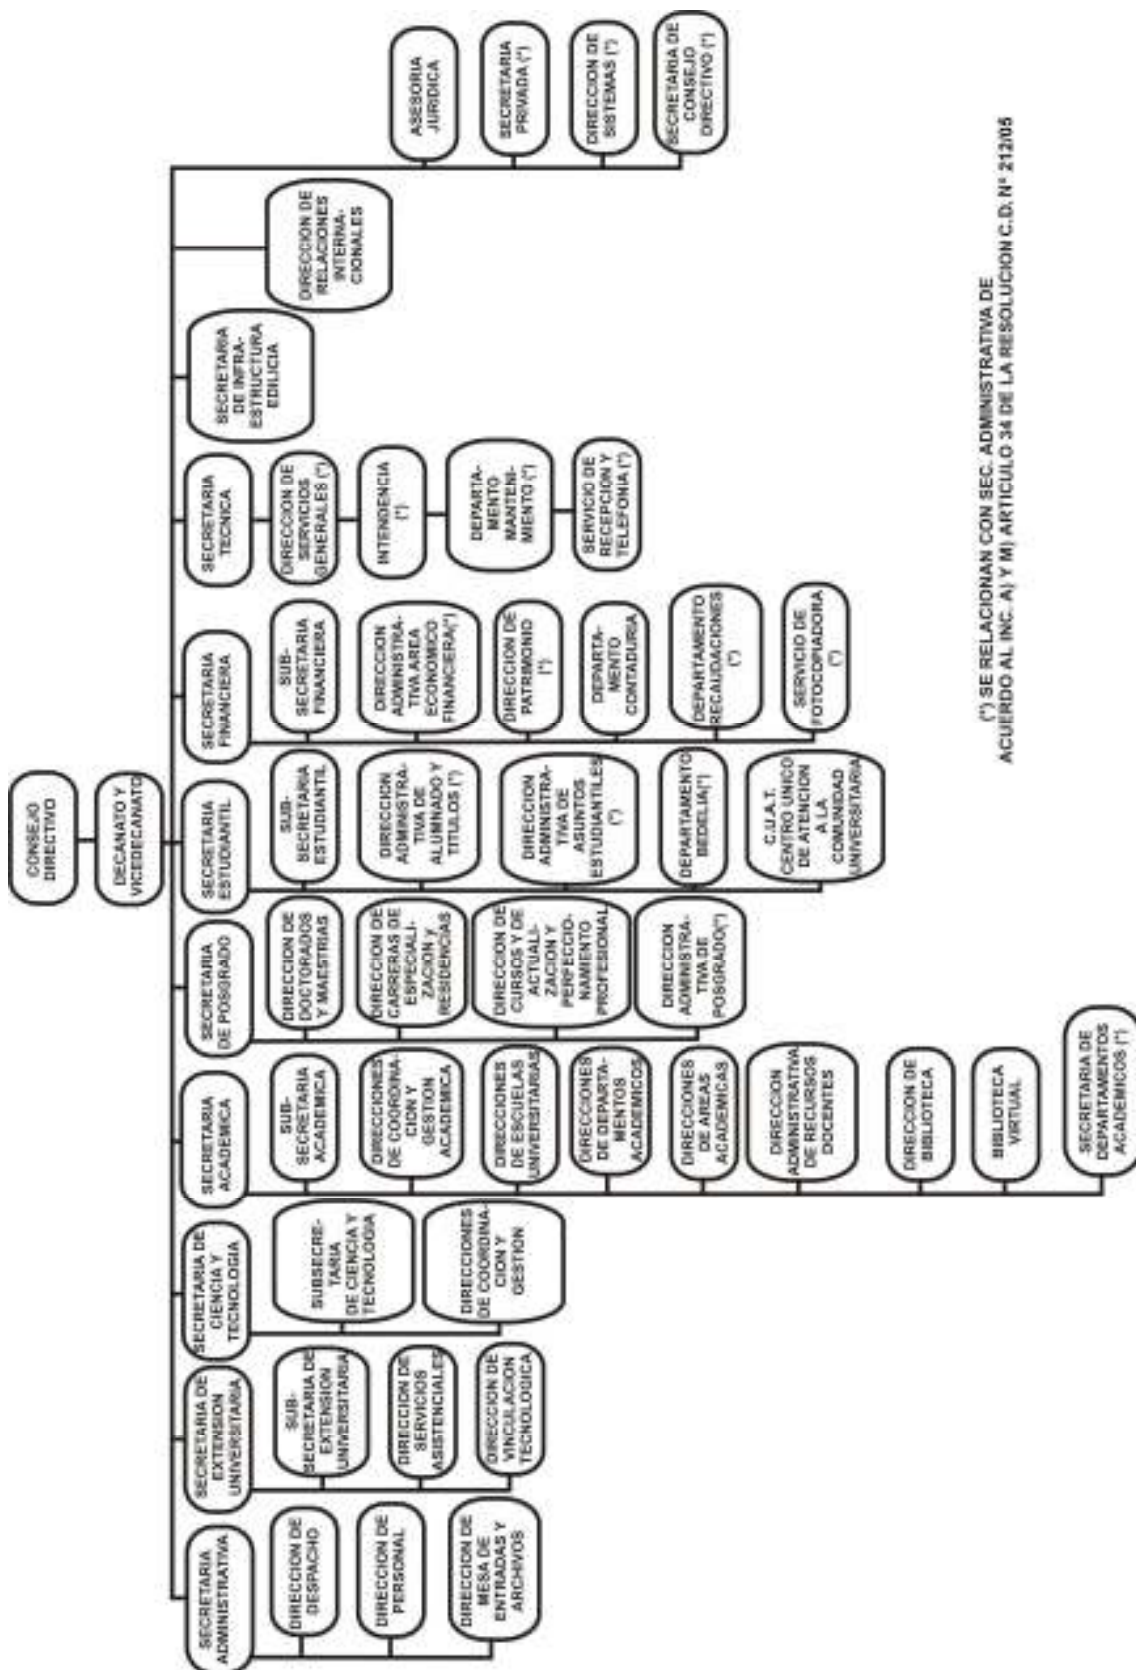 CONSEJO
DIRECTIVO
DECANATO Y
VICEDECANATO
SECRETARIA
ADMINISTRATIVA
DIRECCION DE
DESPACHO
DIRECCION DE
PERSONAL
DIRECCION DE
MESA DE
ENTRADAS Y
ARCHIVOS
SECRETARIA DE
EXTENSION
UNIVERSITARIA
SUB-
SECRETARIA DE
EXTENSION
UNIVERSITARIA
DIRECCION DE
SERVICIOS
ASISTENCIALES
DIRECCION DE
VINCULACION
TECNOLOGICA
SECRETARIA DE
CIENCIA Y
TECNOLOGIA
SUBSECRE-
TARIA
DE CIENCIA Y
TECNOLOGIA
DIRECCIONES
DE COORDINA-
CION Y
GESTION
SECRETARIA
ACADEMICA
SUB-
SECRETARIA
ACADEMICA
DIRECCIONES
DE COORDINA-
CION Y
GESTION
ACADEMICA
DIRECCIONES
DE ESCUELAS
UNIVERSITARIAS
DIRECCIONES
DE DEPARTA-
MENTOS
ACADEMICOS
DIRECCIONES
DE AREAS
ACADEMICAS
DIRECCION
ADMINISTRATIVA
DE RECURSOS
DOCENTES
DIRECCION DE
BIBLIOTECA
BIBLIOTECA
VIRTUAL
SECRETARIA DE
DEPARTAMENTOS
ACADEMICOS (*)
SECRETARIA
DE POSGRADO
DIRECCION DE
DOCTORADOS
Y MAESTRIAS
DIRECCION DE
CARRERAS DE
ESPECIALI-
ZACION y
RESIDENCIAS
DIRECCION DE
CURSOS Y DE
ACTUALI-
ZACION Y
PERFECCIO-
NAMIENTO
PROFESIONAL
DIRECCION
ADMINISTRA-
TIVA DE
POSGRADO(*)
SECRETARIA
ESTUDIANTIL
SUB-
SECRETARIA
ESTUDIANTIL
DIRECCION
ADMINISTRA-
TIVA DE
ALUMNADO Y
TITULOS (*)
DIRECCION
ADMINISTRA-
TIVA DE
ASUNTOS
ESTUDIANTILES
(*)
DEPARTAMENTO
BEDELIA(*)
C.U.A.T.
CENTRO UNICO
DE ATENCION
A LA
COMUNIDAD
UNIVERSITARIA
SECRETARIA
FINANCIERA
SUB-
SECRETARIA
FINANCIERA
DIRECCION
ADMINISTRA-
TIVA AREA
ECONOMICO
FINANCIERA(*)
DIRECCION DE
PATRIMONIO
(*)
DEPARTA-
MENTO
CONTADURIA
DEPARTAMENTO
RECAUDACIONES
(*)
SERVICIO DE
FOTOCOPIADORA
(*)
SECRETARIA
TECNICA
DIRECCION DE
SERVICIOS
GENERALES (*)
INTENDENCIA
(*)
DEPARTA-
MENTO
MANTENI-
MIENTO (*)
SERVICIO DE
RECEPCION Y
TELEFONIA (*)
SECRETARIA
DE INFRA-
ESTRUCTURA
EDILICIA
DIRECCION DE
RELACIONES
INTERNA-
CIONALES
ASESORIA
JURIDICA
SECRETARIA
PRIVADA (*)
DIRECCION DE
SISTEMAS (*)
SECRETARIA DE
CONSEJO
DIRECTIVO (*)
(*) SE RELACIONAN CON SEC. ADMINISTRATIVA DE
ACUERDO AL INC. A) Y M) ARTICULO 34 DE LA RESOLUCION C.D. N° 212/05